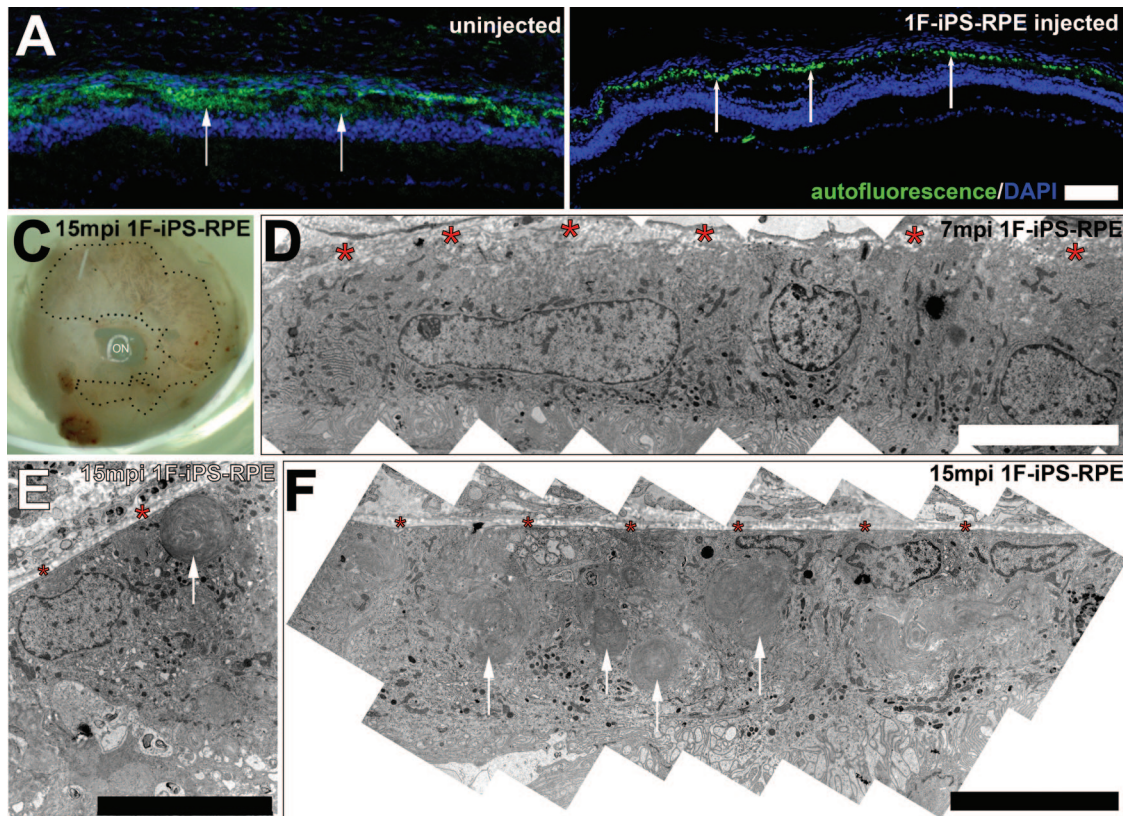 A
uninjected
1F-iPS-RPE injected
autofluorescence/DAPI
C
15mpi 1F-iPS-RPE
ON
D
7mpi 1F-iPS-RPE
* * * * * *
E
15mpi 1F-iPS-RPE
* *
F
15mpi 1F-iPS-RPE
* * * * * *